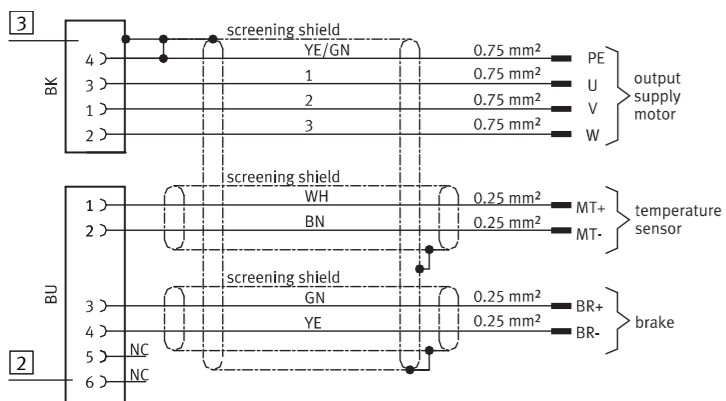 3
screening shield
4 YE/GN 0.75 mm² PE
3 1 0.75 mm² U
1 2 0.75 mm² V
2 3 0.75 mm² W
BK
output
supply
motor
screening shield
1 WH 0.25 mm² MT+
2 BN 0.25 mm² MT-
temperature
sensor
BU
screening shield
3 GN 0.25 mm² BR+
4 YE 0.25 mm² BR-
brake
5 NC
6 NC
2